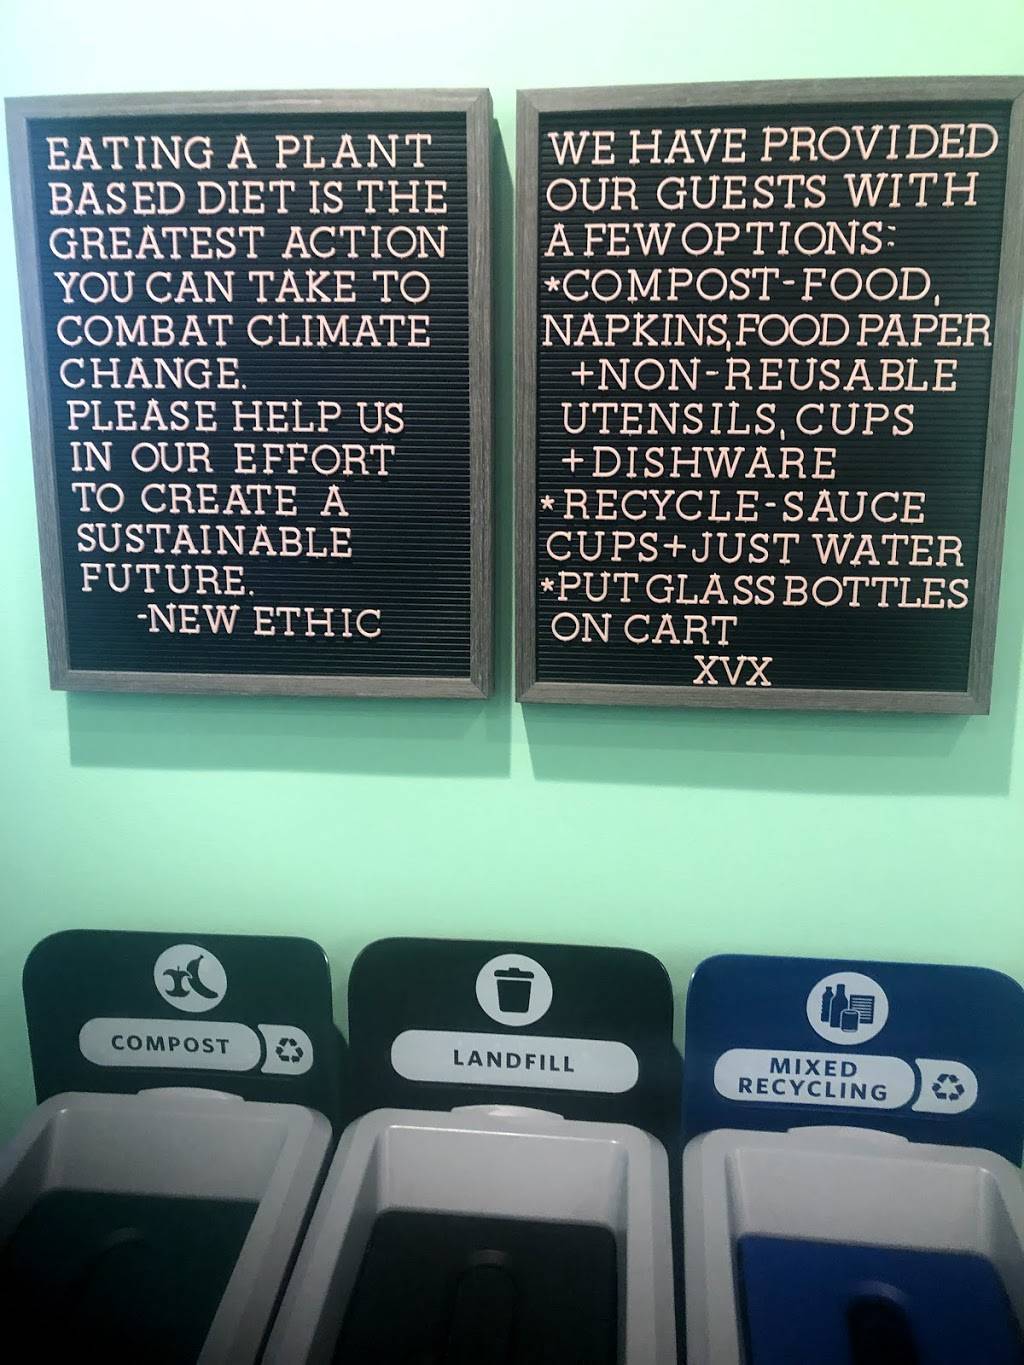 EATING A PLANT
BASED DIET IS THE
GREATEST ACTION
YOU CAN TAKE TO
COMBAT CLIMATE
CHANGE.
PLEASE HELP US
IN OUR EFFORT
TO CREATE A
SUSTAINABLE
FUTURE.
-NEW ETHIC
WE HAVE PROVIDED
OUR GUESTS WITH
A FEW OPTIONS:
*COMPOST-FOOD,
NAPKINS, FOOD PAPER
+NON-REUSABLE
UTENSILS, CUPS
+DISHWARE
*RECYCLE-SAUCE
CUPS+JUST WATER
*PUT GLASS BOTTLES
ON CART
XVX
COMPOST
LANDFILL
MIXED
RECYCLING